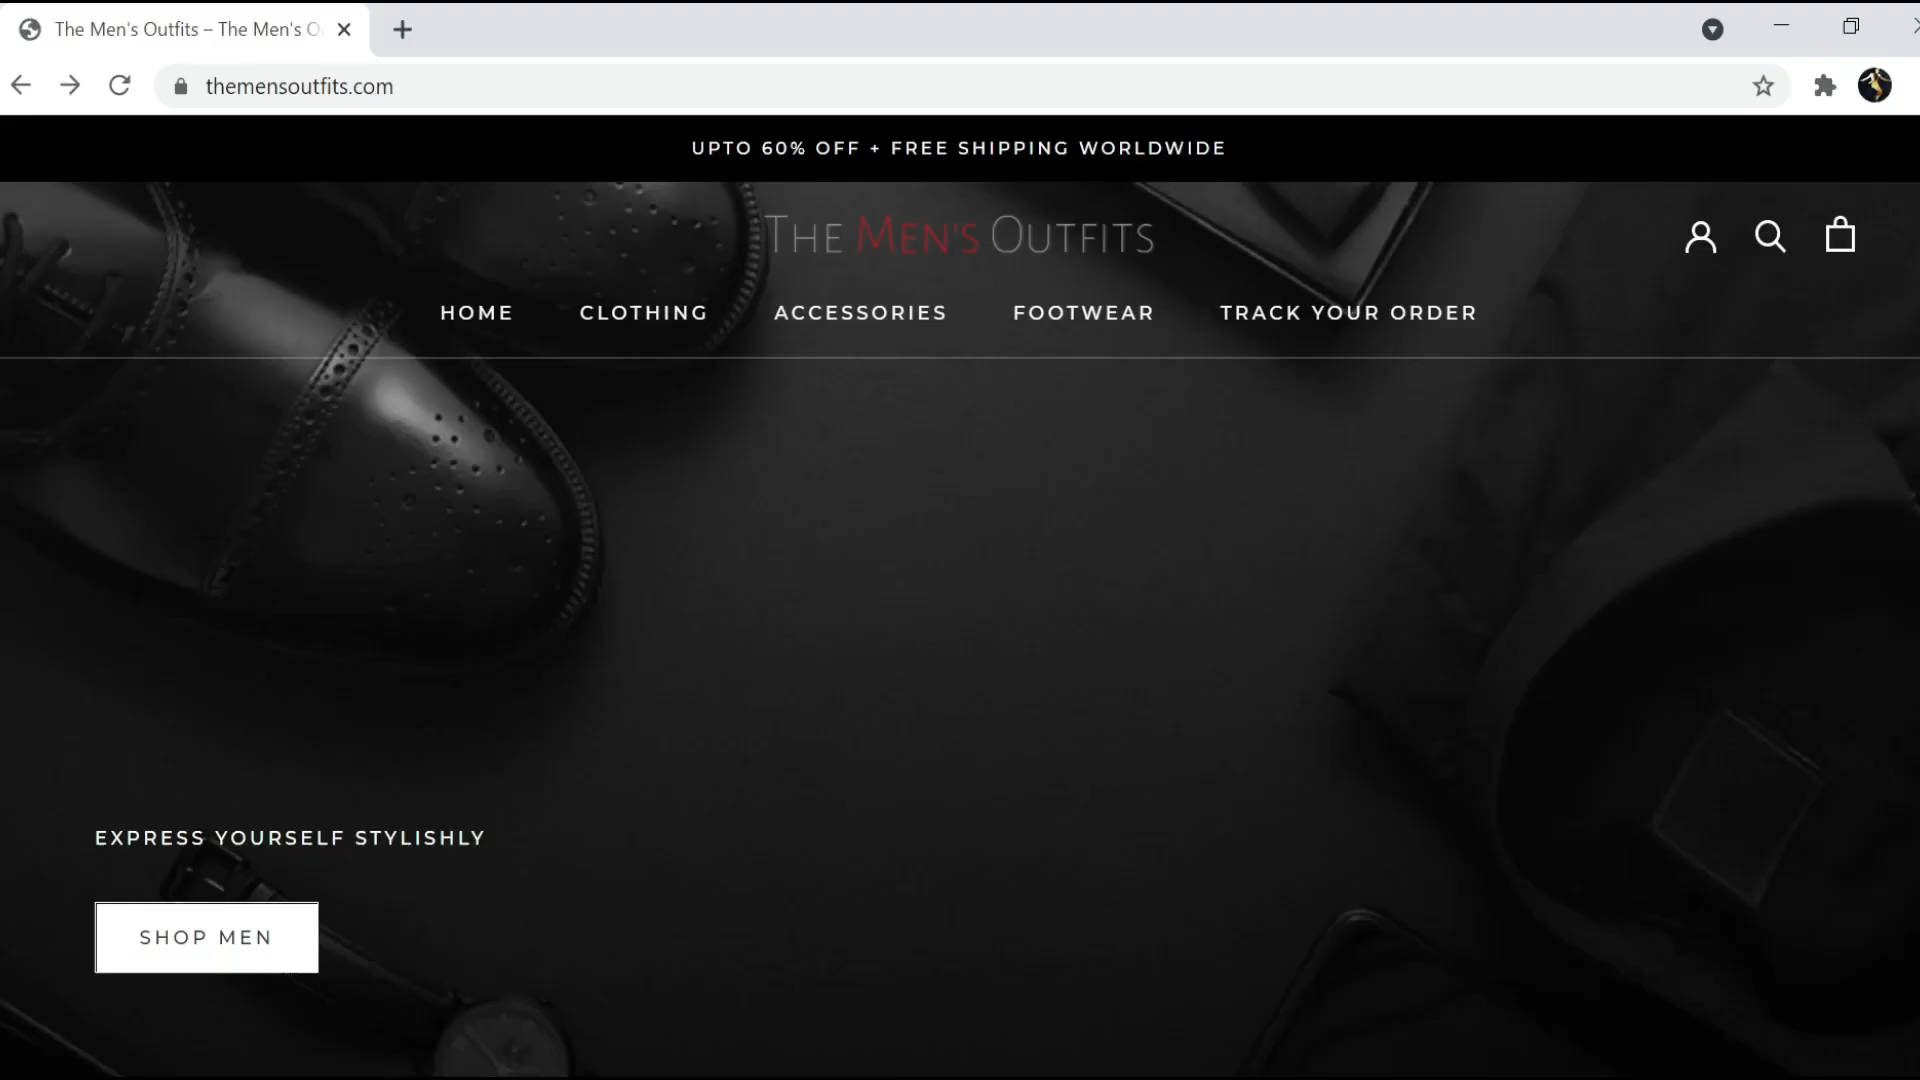 The Men's Outfits – The Men's O
themensoutfits.com
UPTO 60% OFF + FREE SHIPPING WORLDWIDE
THE MEN'S OUTFITS
HOME CLOTHING ACCESSORIES FOOTWEAR TRACK YOUR ORDER
EXPRESS YOURSELF STYLISHLY
SHOP MEN